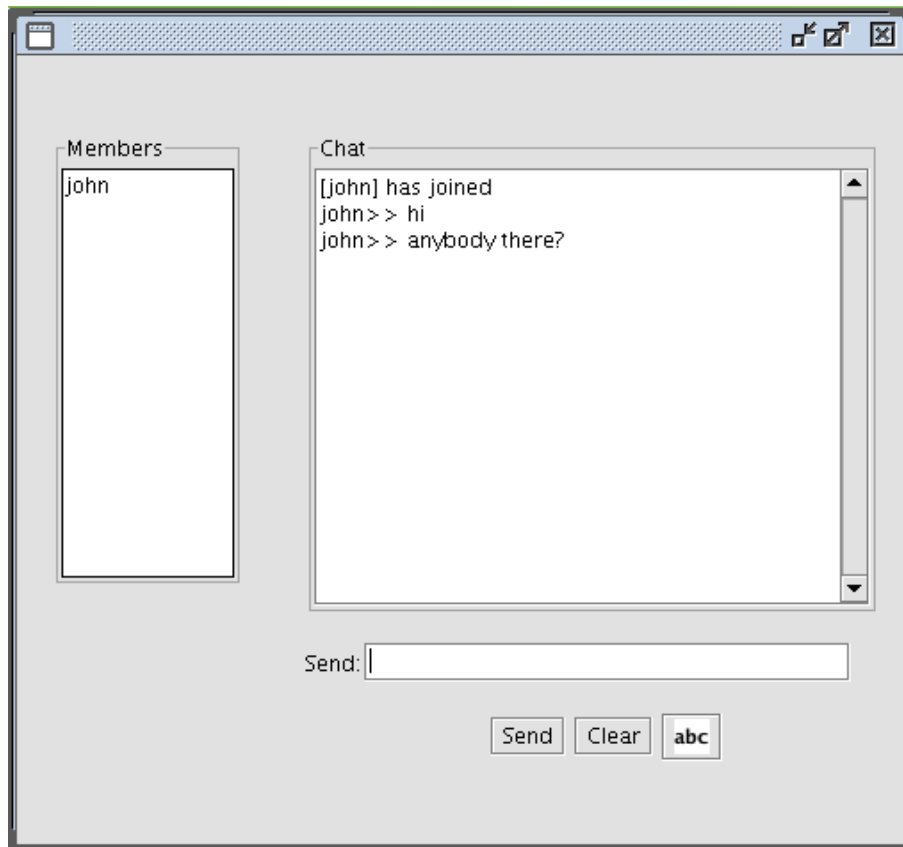 Members
john
Chat
[john] has joined
john>> hi
john>> anybody there?
Send:
Send Clear abc